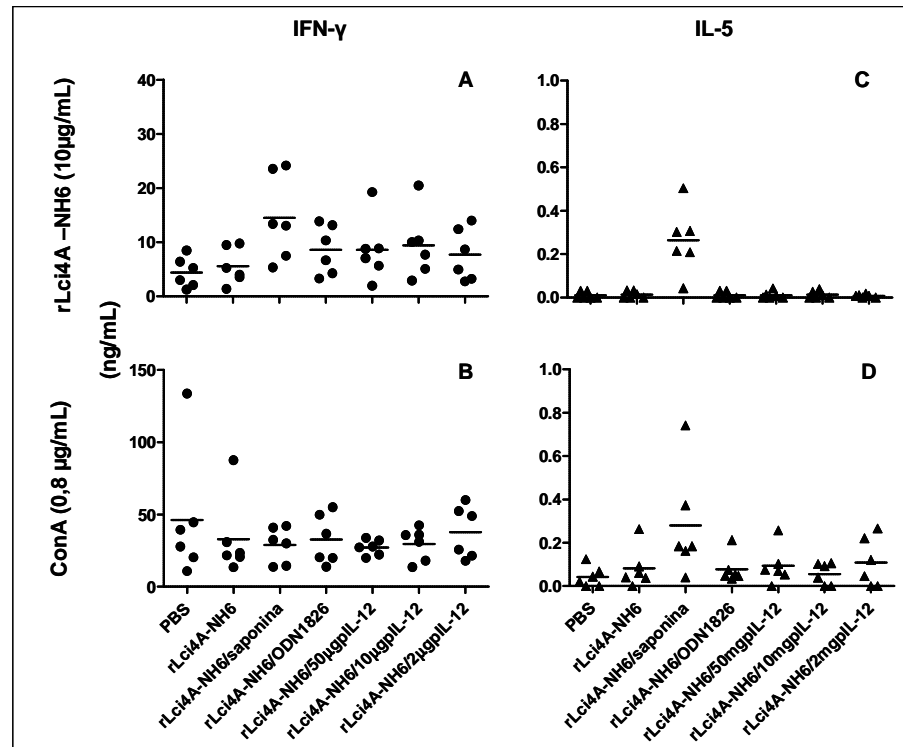 IFN-γ
IL-5
rLci4A –NH6 (10µg/mL)
A
40
30
20
10
0
C
1.0
0.8
0.6
0.4
0.2
0.0
(ng/mL)
ConA (0,8 µg/mL)
B
150
100
50
0
D
1.0
0.8
0.6
0.4
0.2
0.0
PBS
rLci4A-NH6
rLci4A-NH6/saponina
rLci4A-NH6/ODN1826
rLci4A-NH6/50µgpIL-12
rLci4A-NH6/10µgpIL-12
rLci4A-NH6/2µgpIL-12
PBS
rLci4A-NH6
rLci4A-NH6/saponina
rLci4A-NH6/ODN1826
rLci4A-NH6/50mgpIL-12
rLci4A-NH6/10mgpIL-12
rLci4A-NH6/2mgpIL-12